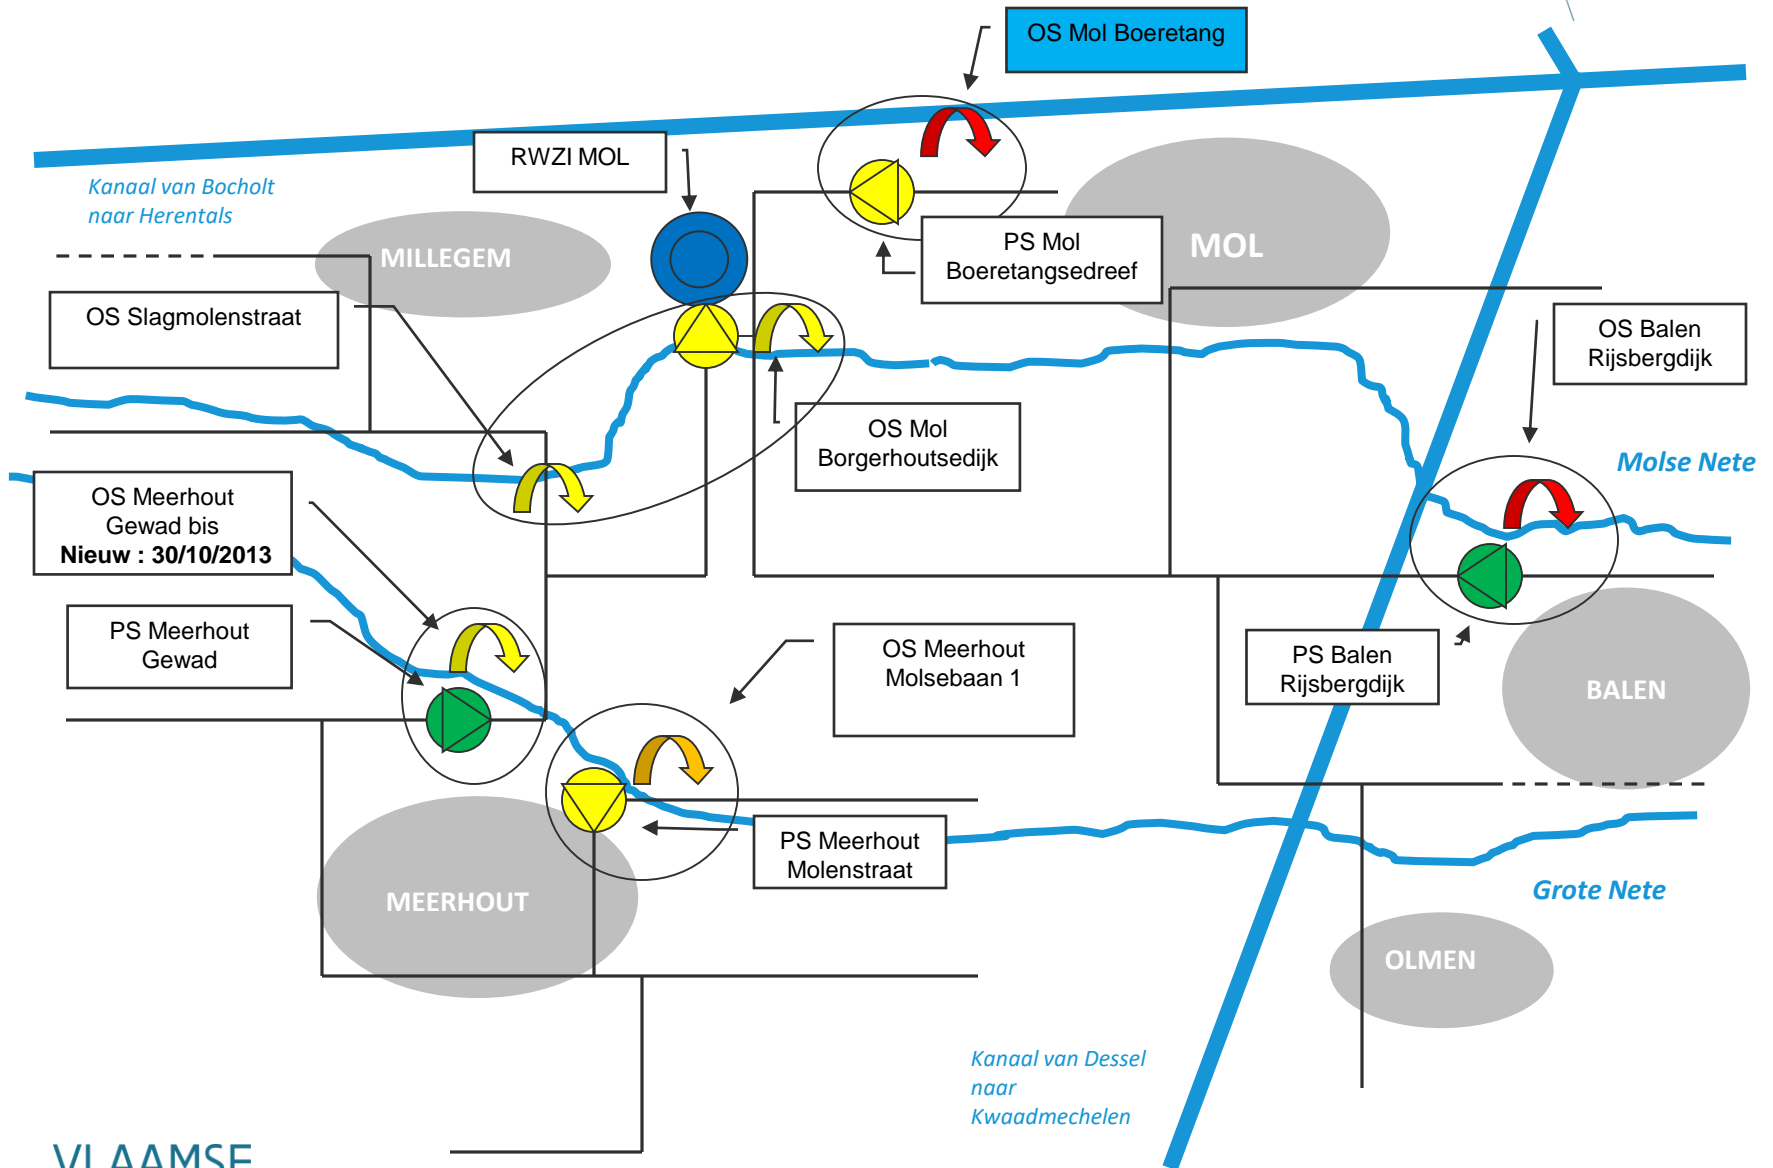 OS Mol Boeretang
RWZI MOL
Kanaal van Bocholt
naar Herentals
MILLEGEM
PS Mol
Boeretangsedreef
MOL
OS Slagmolenstraat
OS Balen
Rijsbergdijk
OS Mol
Borgerhoutsedijk
Molse Nete
OS Meerhout
Gewad bis
Nieuw : 30/10/2013
PS Meerhout
Gewad
OS Meerhout
Molsebaan 1
PS Balen
Rijsbergdijk
BALEN
PS Meerhout
Molenstraat
MEERHOUT
Grote Nete
OLMEN
Kanaal van Dessel
naar
Kwaadmechelen
VLAAMSE